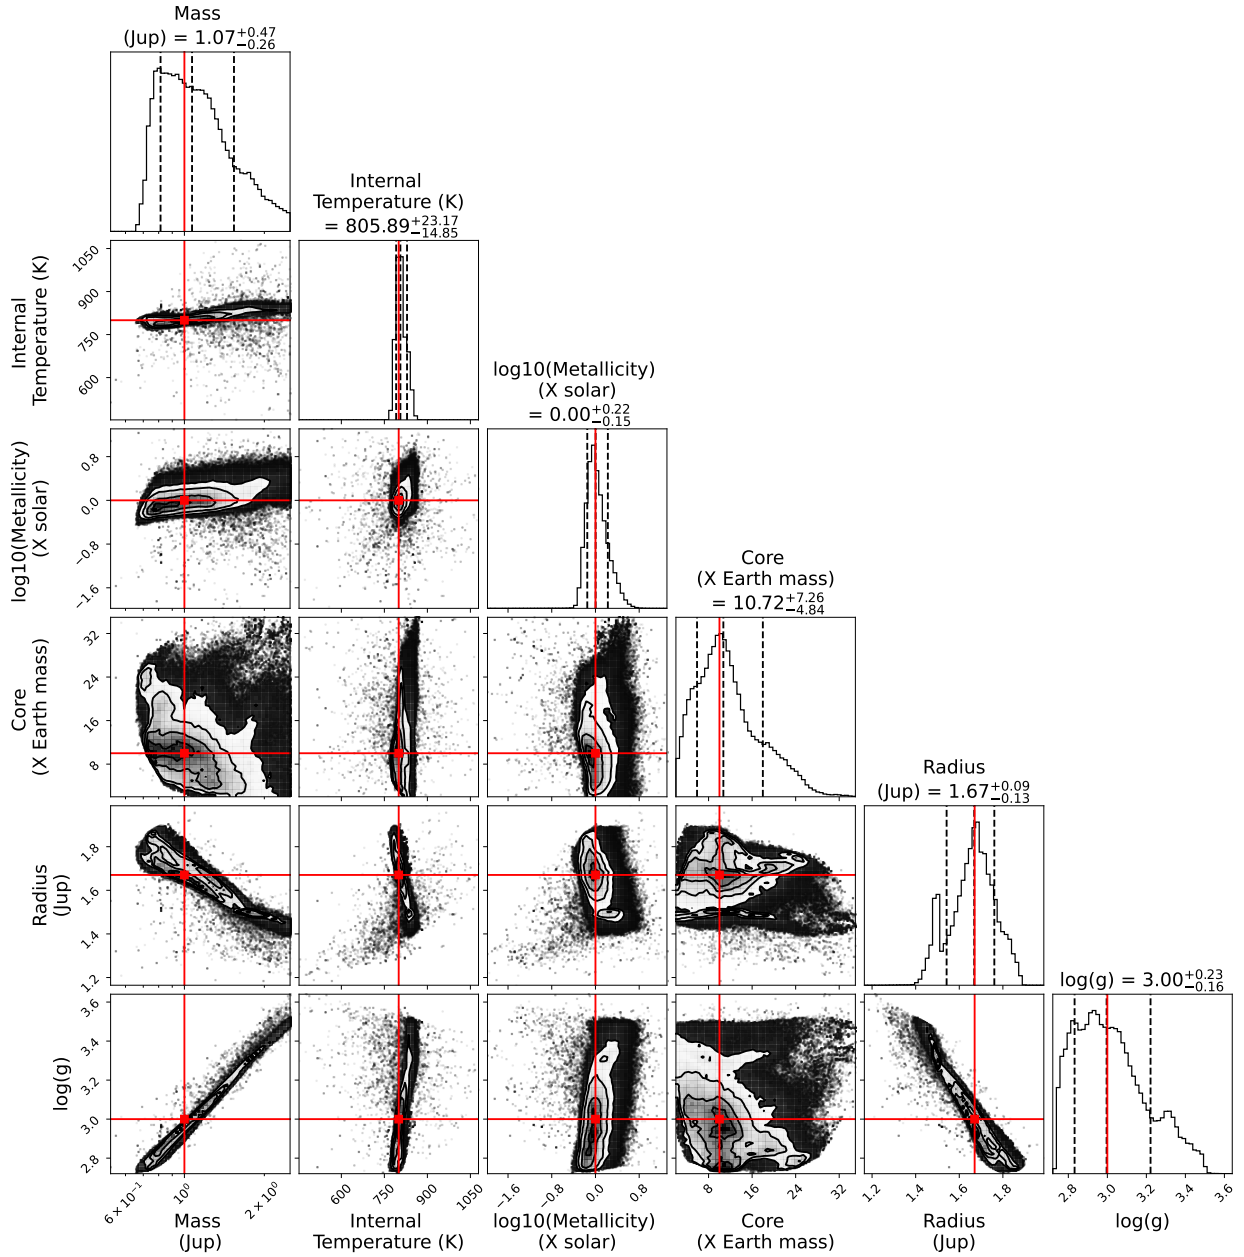 Mass
(Jup) = 1.07+0.47−0.26
Internal
Temperature (K)
= 805.89+23.17−14.85
1050
900
750
600
Internal
Temperature (K)
log10(Metallicity)
(X solar)
= 0.00+0.22−0.15
0.8
0.0
−0.8
−1.6
log10(Metallicity)
(X solar)
Core
(X Earth mass)
= 10.72+7.26−4.84
32
24
16
8
Core
(X Earth mass)
Radius
(Jup) = 1.67+0.09−0.13
1.8
1.6
1.4
1.2
Radius
(Jup)
log(g) = 3.00+0.23−0.16
3.6
3.4
3.2
3.0
2.8
log(g)
6 × 10−1 100 2 × 100
600 750 900 1050
−1.6 −0.8 0.0 0.8
8 16 24 32
1.2 1.4 1.6 1.8
2.8 3.0 3.2 3.4 3.6
Mass
(Jup)
Internal
Temperature (K)
log10(Metallicity)
(X solar)
Core
(X Earth mass)
Radius
(Jup)
log(g)